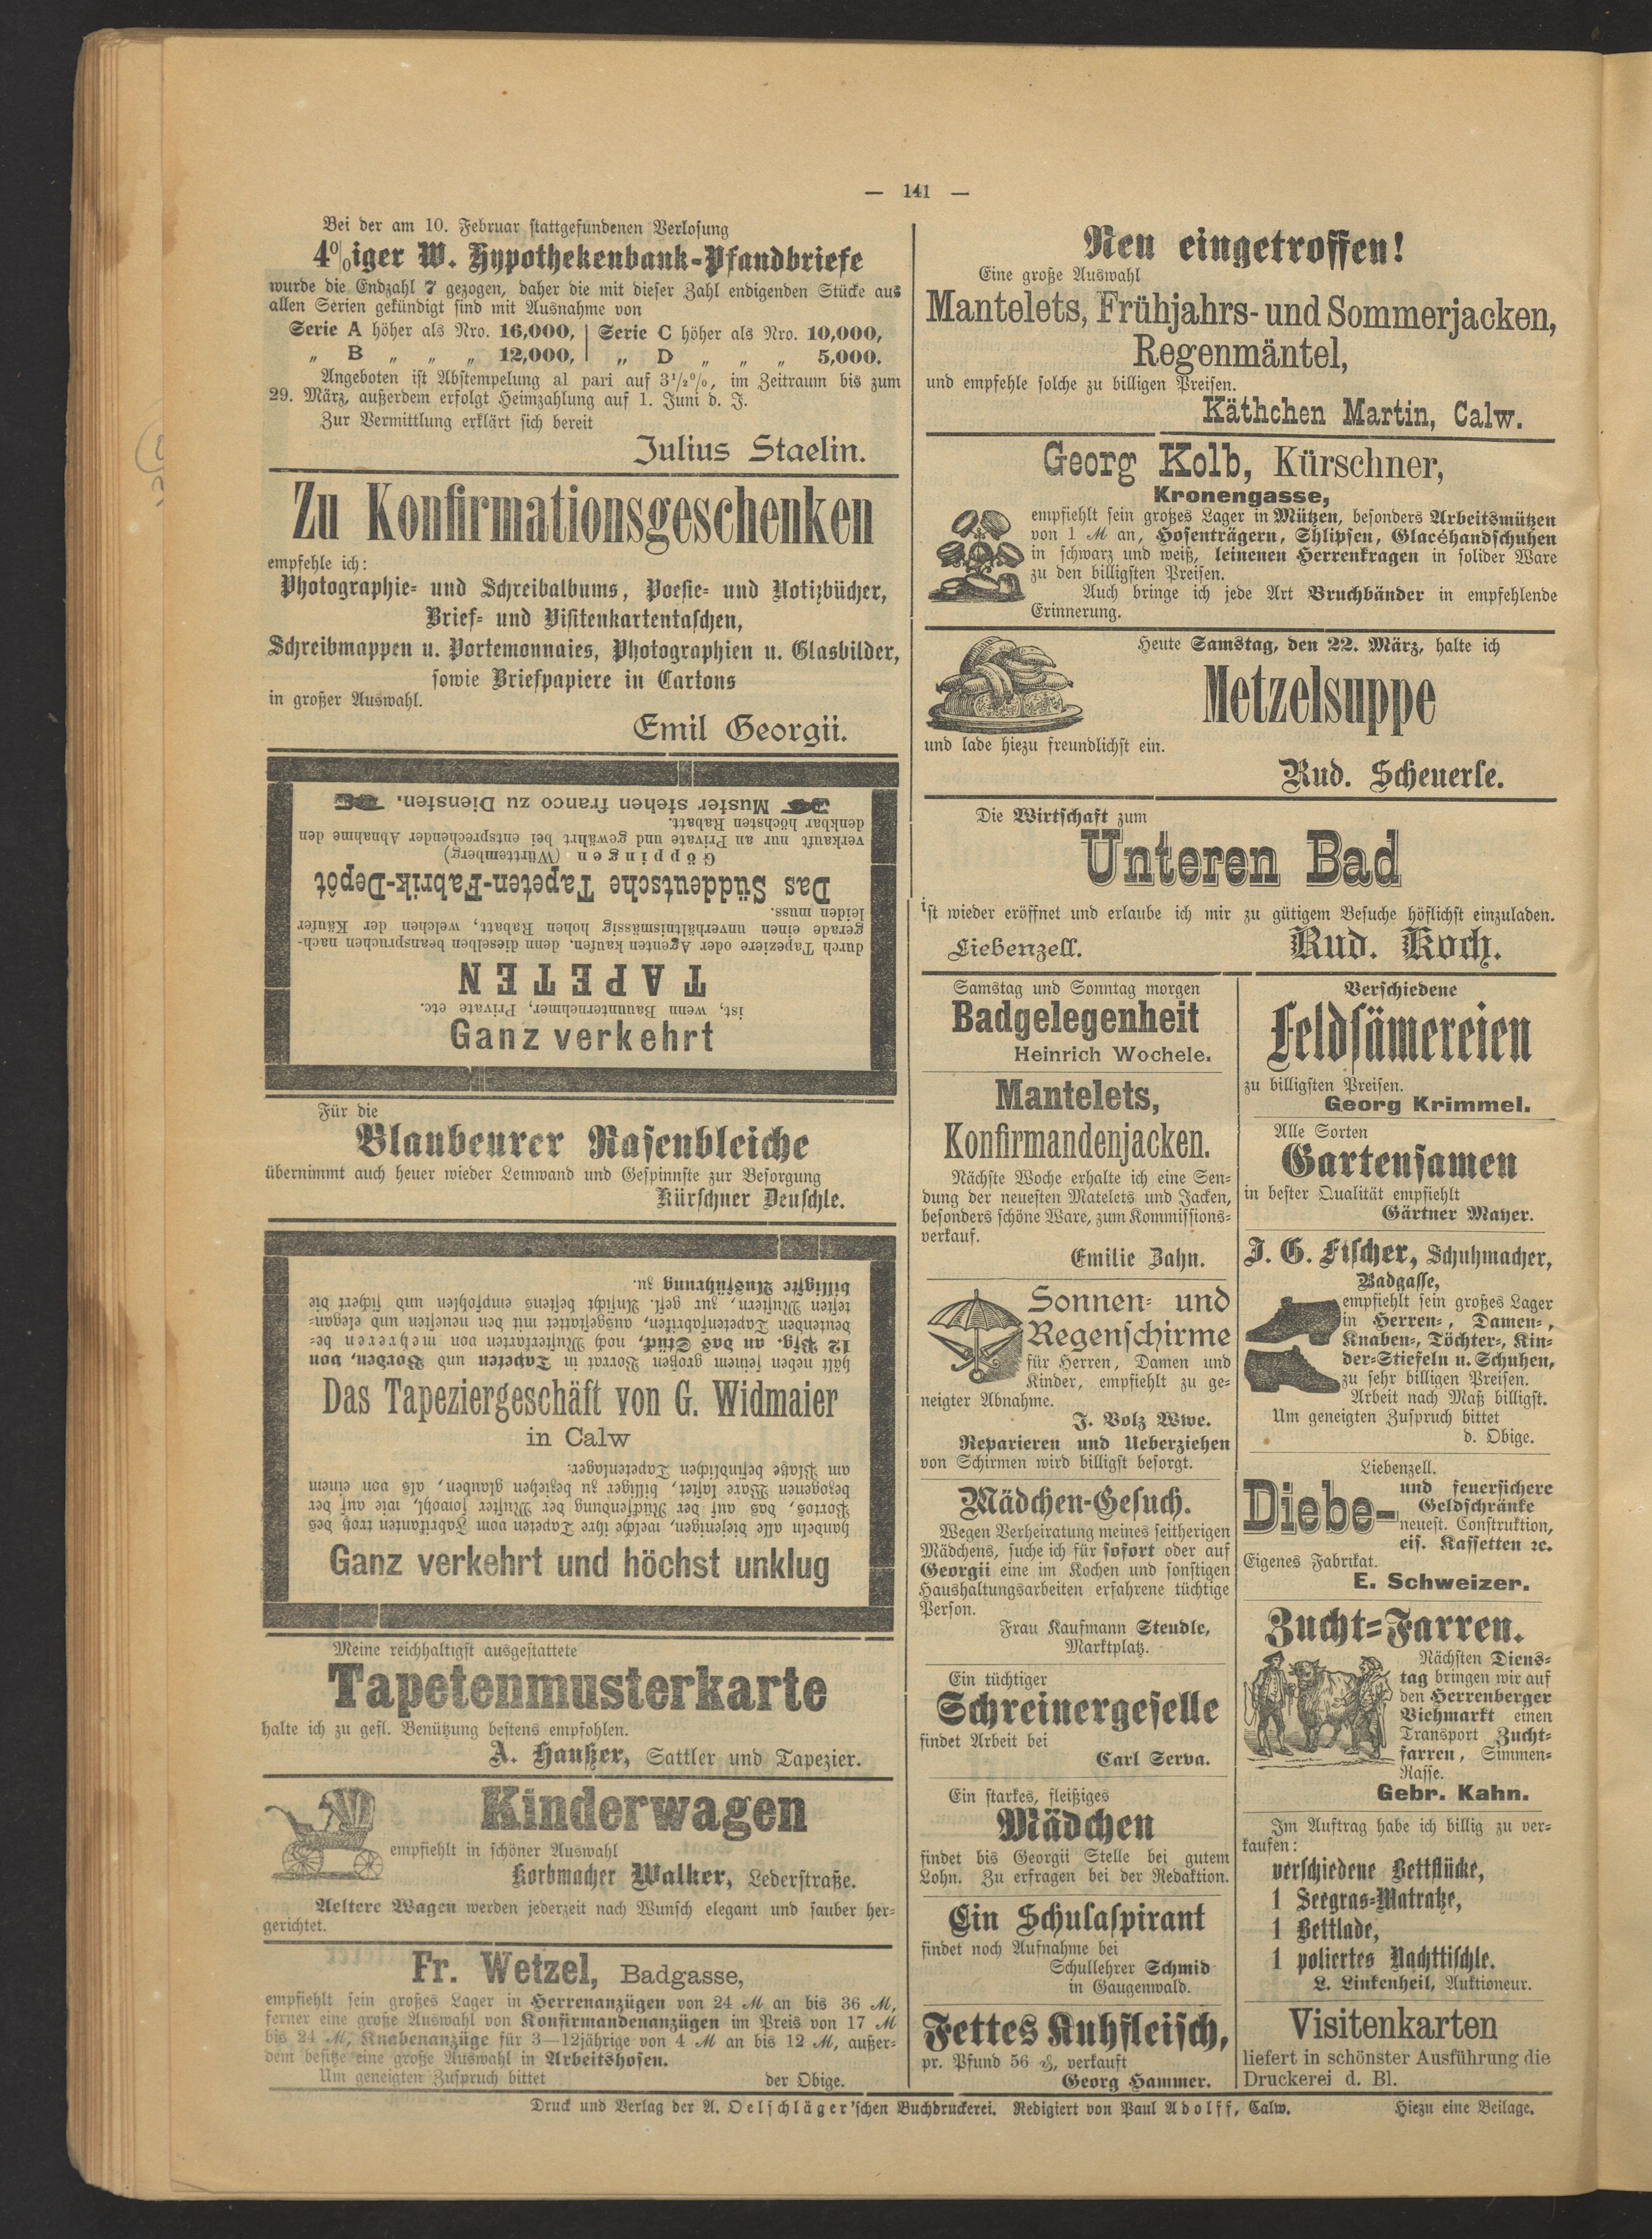 — 141 —
Bei der am 10. Februar stattgefundenen Verlosung
4%iger W. Hypothekenbank-Pfandbriefe
wurde die Endzahl 7 gezogen, daher die mit dieser Zahl endigenden Stücke aus
allen Serien gekündigt sind mit Ausnahme von
Serie A höher als Nro. 16,000, | Serie C höher als Nro. 10,000,
„ B „ „ „ 12,000, | „ D „ „ „ 5,000.
Angeboten ist Abstempelung al pari auf 3½%, im Zeitraum bis zum
29. März, außerdem erfolgt Heimzahlung auf 1. Juni d. J.
Zur Vermittlung erklärt sich bereit
Julius Staelin.
Zu Konfirmationsgeschenken
empfehle ich:
Photographie- und Schreibalbums, Poesie- und Notizbücher,
Brief- und Visitenkartentaschen,
Schreibmappen u. Portemonnaies, Photographien u. Glasbilder,
sowie Briefpapiere in Cartons
in großer Auswahl.
Emil Georgii.
Ganz verkehrt
ist, wenn Bauunternehmer, Private etc.
TAPETEN
durch Tapeziere oder Agenten kaufen, denn dieselben beanspruchen nach-
gerade einen unverhältnismässig hohen Rabatt, welchen der Käufer
leiden muss.
Das Süddeutsche Tapeten-Fabrik-Depôt
Göppingen (Württemberg)
verkauft nur an Private und gewährt bei entsprechender Abnahme den
denkbar höchsten Rabatt.
Muster stehen franco zu Diensten.
Für die
Blaubeurer Rasenbleiche
übernimmt auch heuer wieder Leinwand und Gespinnste zur Besorgung
Kürschner Deuschle.
Ganz verkehrt und höchst unklug
handeln alle diejenigen, welche ihre Tapeten vom Fabrikanten trotz des
Portos, das auf der Rücksendung der Muster sowohl, wie auf der
bezogenen Ware lastet, billiger zu beziehen glauben, als von einem
am Platze befindlichen Tapetenlager:
Das Tapeziergeschäft von G. Widmaier
in Calw
hält neben seinem großen Vorrat in Tapeten und Borden, von
12 Pfg. an das Stück, noch Musterkarten von mehreren be-
deutenden Tapetenfabriken, ausgestattet mit den neuesten und elegan-
testen Mustern, zur gefl. Ansicht bestens empfohlen und sichert die
billigste Ausführung zu.
Meine reichhaltigst ausgestattete
Tapetenmusterkarte
halte ich zu gefl. Benützung bestens empfohlen.
A. Haußer, Sattler und Tapezier.
Kinderwagen
empfiehlt in schöner Auswahl
Korbmacher Walker, Lederstraße.
Aeltere Wagen werden jederzeit nach Wunsch elegant und sauber her-
gerichtet.
Fr. Wetzel, Badgasse,
empfiehlt sein großes Lager in Herrenanzügen von 24 M an bis 36 M,
ferner eine große Auswahl von Konfirmandenanzügen im Preis von 17 M
bis 24 M, Knabenanzüge für 3—12jährige von 4 M an bis 12 M, außer-
dem besitze eine große Auswahl in Arbeitshosen.
Um geneigten Zuspruch bittet der Obige.
Neu eingetroffen!
Eine große Auswahl
Mantelets, Frühjahrs- und Sommerjacken,
Regenmäntel,
und empfehle solche zu billigen Preisen.
Käthchen Martin, Calw.
Georg Kolb, Kürschner,
Kronengasse,
empfiehlt sein großes Lager in Mützen, besonders Arbeitsmützen
von 1 M an, Hosenträgern, Shlipsen, Glacéhandschuhen
in schwarz und weiß, leinenen Herrenkragen in solider Ware
zu den billigsten Preisen.
Auch bringe ich jede Art Bruchbänder in empfehlende
Erinnerung.
Heute Samstag, den 22. März, halte ich
Metzelsuppe
und lade hiezu freundlichst ein.
Rud. Scheuerle.
Die Wirtschaft zum
Unteren Bad
ist wieder eröffnet und erlaube ich mir zu gütigem Besuche höflichst einzuladen.
Liebenzell. Rud. Koch.
Samstag und Sonntag morgen
Badgelegenheit
Heinrich Wochele.
Mantelets,
Konfirmandenjacken.
Nächste Woche erhalte ich eine Sen-
dung der neuesten Matelets und Jacken,
besonders schöne Ware, zum Kommissions-
verkauf.
Emilie Zahn.
Sonnen- und
Regenschirme
für Herren, Damen und
Kinder, empfiehlt zu ge-
neigter Abnahme.
J. Volz Wwe.
Reparieren und Ueberziehen
von Schirmen wird billigst besorgt.
Mädchen-Gesuch.
Wegen Verheiratung meines seitherigen
Mädchens, suche ich für sofort oder auf
Georgii eine im Kochen und sonstigen
Haushaltungsarbeiten erfahrene tüchtige
Person.
Frau Kaufmann Steudle,
Marktplatz.
Ein tüchtiger
Schreinergeselle
findet Arbeit bei
Carl Serva.
Ein starkes, fleißiges
Mädchen
findet bis Georgii Stelle bei gutem
Lohn. Zu erfragen bei der Redaktion.
Ein Schulaspirant
findet noch Aufnahme bei
Schullehrer Schmid
in Gaugenwald.
Fettes Kuhfleisch,
pr. Pfund 56 ₰, verkauft
Georg Hammer.
Verschiedene
Feldsämereien
zu billigsten Preisen.
Georg Krimmel.
Alle Sorten
Gartensamen
in bester Qualität empfiehlt
Gärtner Mayer.
J. G. Fischer, Schuhmacher,
Badgasse,
empfiehlt sein großes Lager
in Herren-, Damen-,
Knaben-, Töchter-, Kin-
der-Stiefeln u. Schuhen,
zu sehr billigen Preisen.
Arbeit nach Maß billigst.
Um geneigten Zuspruch bittet
d. Obige.
Liebenzell.
Diebe- und feuersichere
Geldschränke
neuest. Construktion,
eis. Kassetten ꝛc.
Eigenes Fabrikat.
E. Schweizer.
Zucht-Farren.
Nächsten Diens-
tag bringen wir auf
den Herrenberger
Viehmarkt einen
Transport Zucht-
farren, Simmen-
Rasse.
Gebr. Kahn.
Im Auftrag habe ich billig zu ver-
kaufen:
verschiedene Bettstücke,
1 Seegras-Matratze,
1 Bettlade,
1 poliertes Nachttischle.
L. Linkenheil, Auktioneur.
Visitenkarten
liefert in schönster Ausführung die
Druckerei d. Bl.
Druck und Verlag der A. Oelschläger'schen Buchdruckerei. Redigiert von Paul Adolff, Calw. Hiezu eine Beilage.